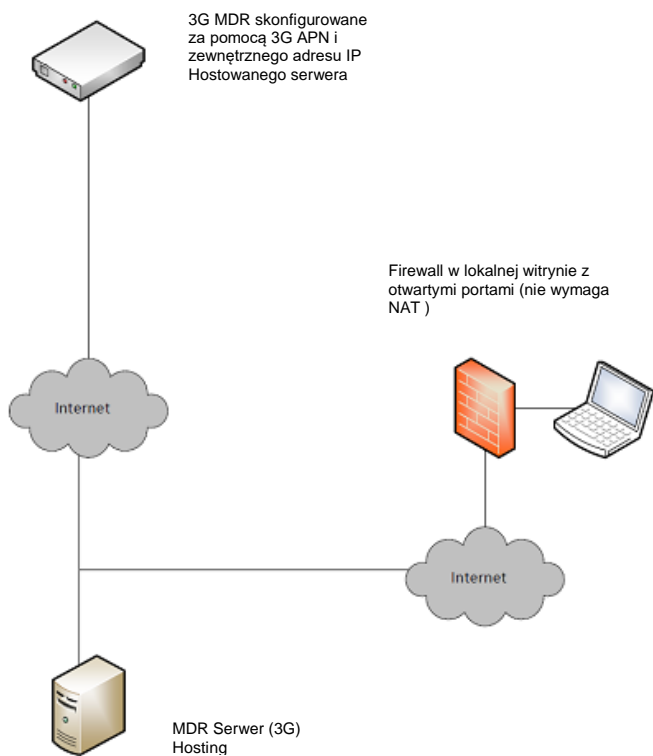 3G MDR skonfigurowane
za pomocą 3G APN i
zewnętrznego adresu IP
Hostowanego serwera
Firewall w lokalnej witrynie z
otwartymi portami (nie wymaga
NAT )
Internet
Internet
MDR Serwer (3G)
Hosting